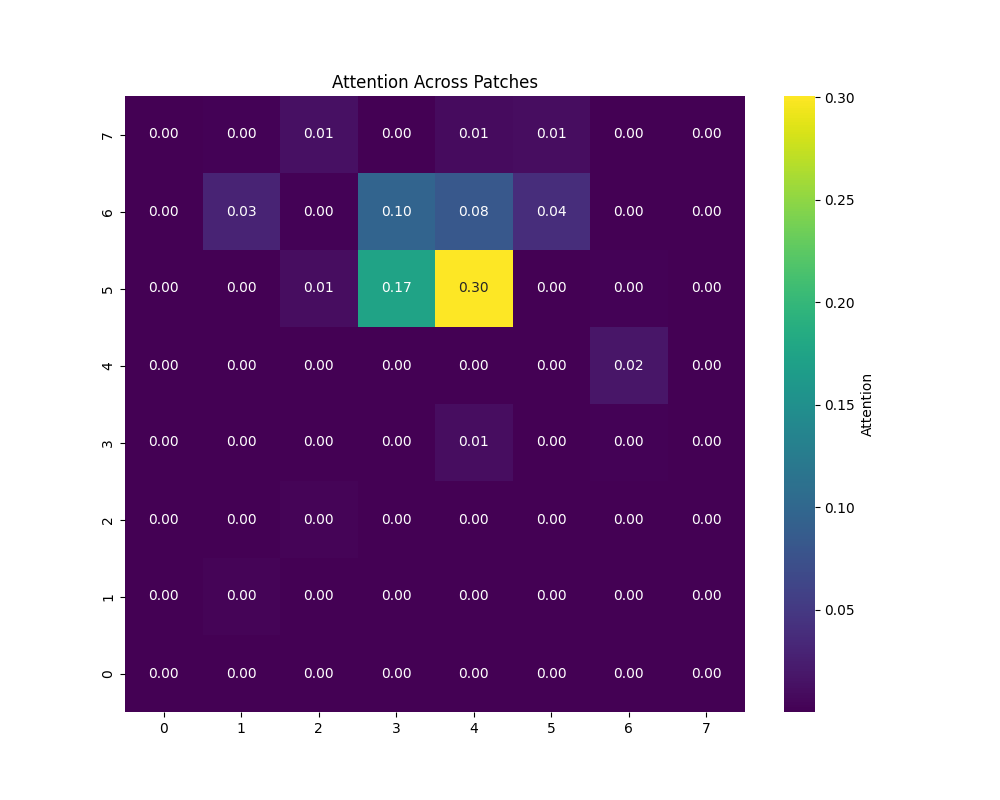 Attention Across Patches
7 0.00 0.00 0.01 0.00 0.01 0.01 0.00 0.00
6 0.00 0.03 0.00 0.10 0.08 0.04 0.00 0.00
5 0.00 0.00 0.01 0.17 0.30 0.00 0.00 0.00
4 0.00 0.00 0.00 0.00 0.00 0.00 0.02 0.00
3 0.00 0.00 0.00 0.00 0.01 0.00 0.00 0.00
2 0.00 0.00 0.00 0.00 0.00 0.00 0.00 0.00
1 0.00 0.00 0.00 0.00 0.00 0.00 0.00 0.00
0 0.00 0.00 0.00 0.00 0.00 0.00 0.00 0.00
0 1 2 3 4 5 6 7
0.30
0.25
0.20
0.15
0.10
0.05
Attention